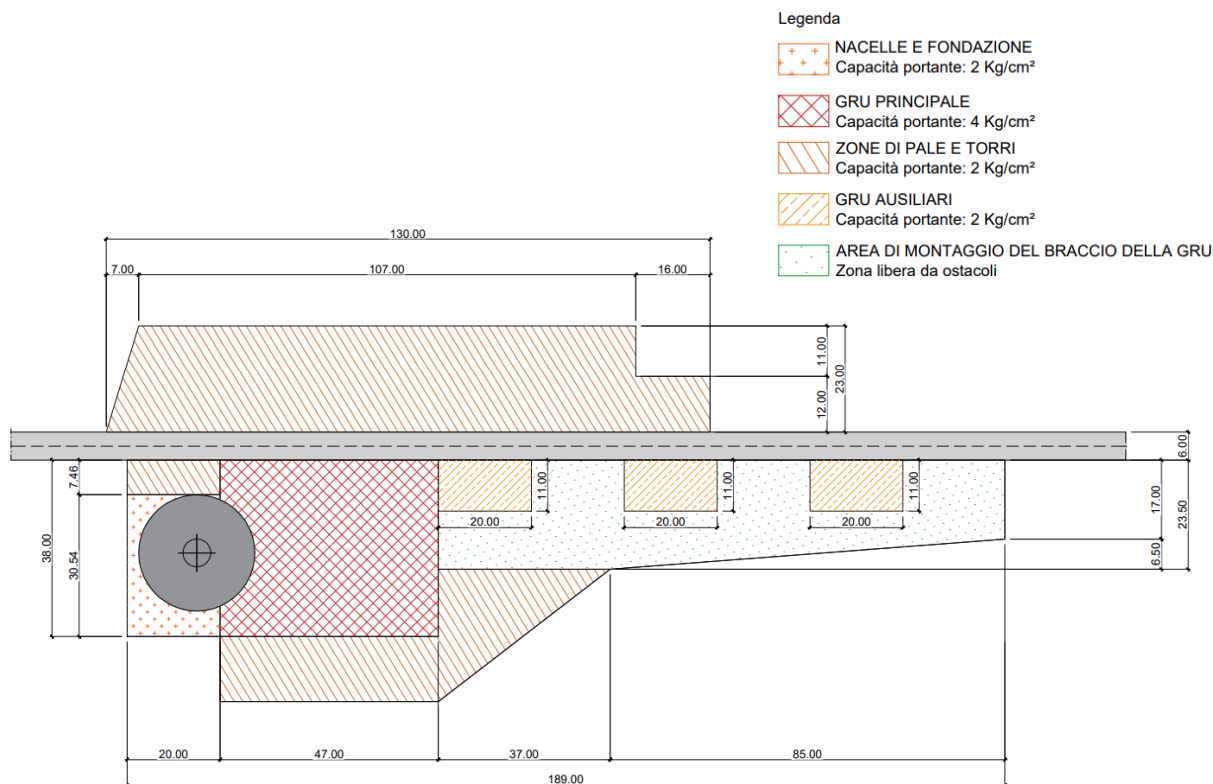 Legenda
NACELLE E FONDAZIONE
Capacità portante: 2 Kg/cm²
GRU PRINCIPALE
Capacitá portante: 4 Kg/cm²
ZONE DI PALE E TORRI
Capacità portante: 2 Kg/cm²
GRU AUSILIARI
Capacitá portante: 2 Kg/cm²
AREA DI MONTAGGIO DEL BRACCIO DELLA GRU
Zona libera da ostacoli
130.00
7.00
107.00
16.00
11.00
23.00
12.00
6.00
7.46
11.00
11.00
11.00
17.00
23.50
20.00
20.00
20.00
38.00
30.54
6.50
20.00
47.00
37.00
85.00
189.00